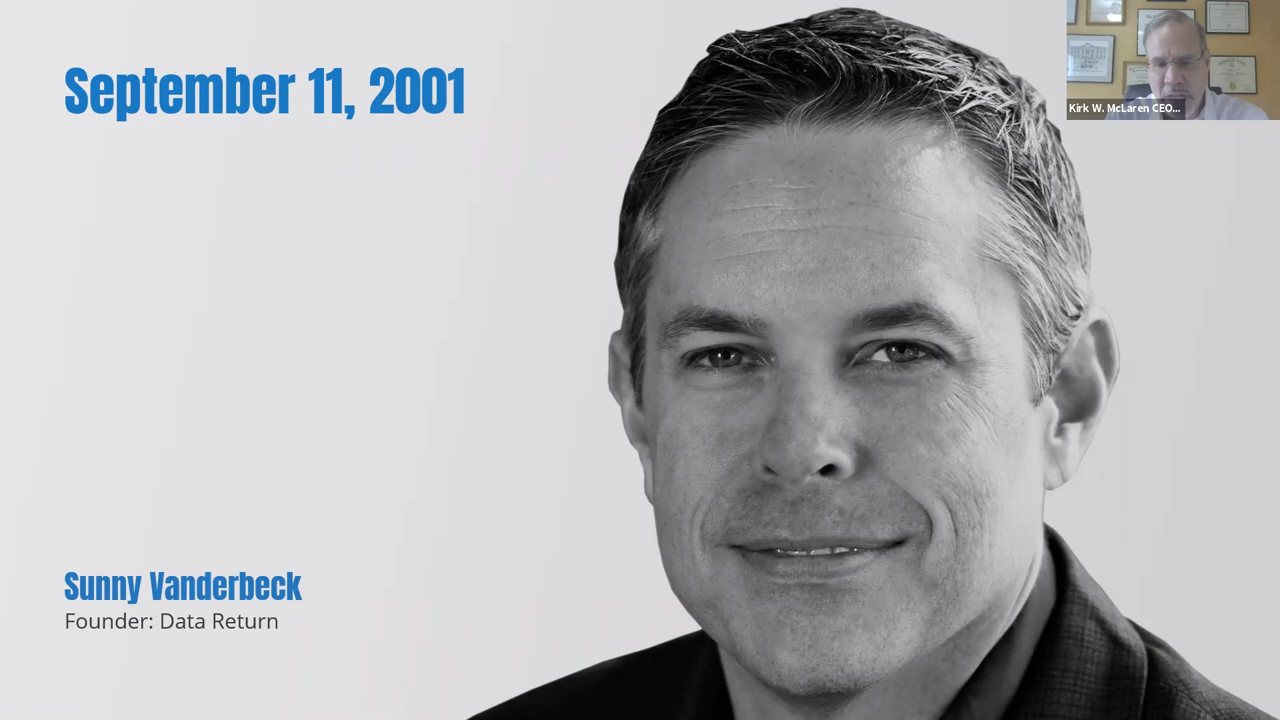 September 11, 2001
Kirk W. McLaren CEO...
Sunny Vanderbeck
Founder: Data Return